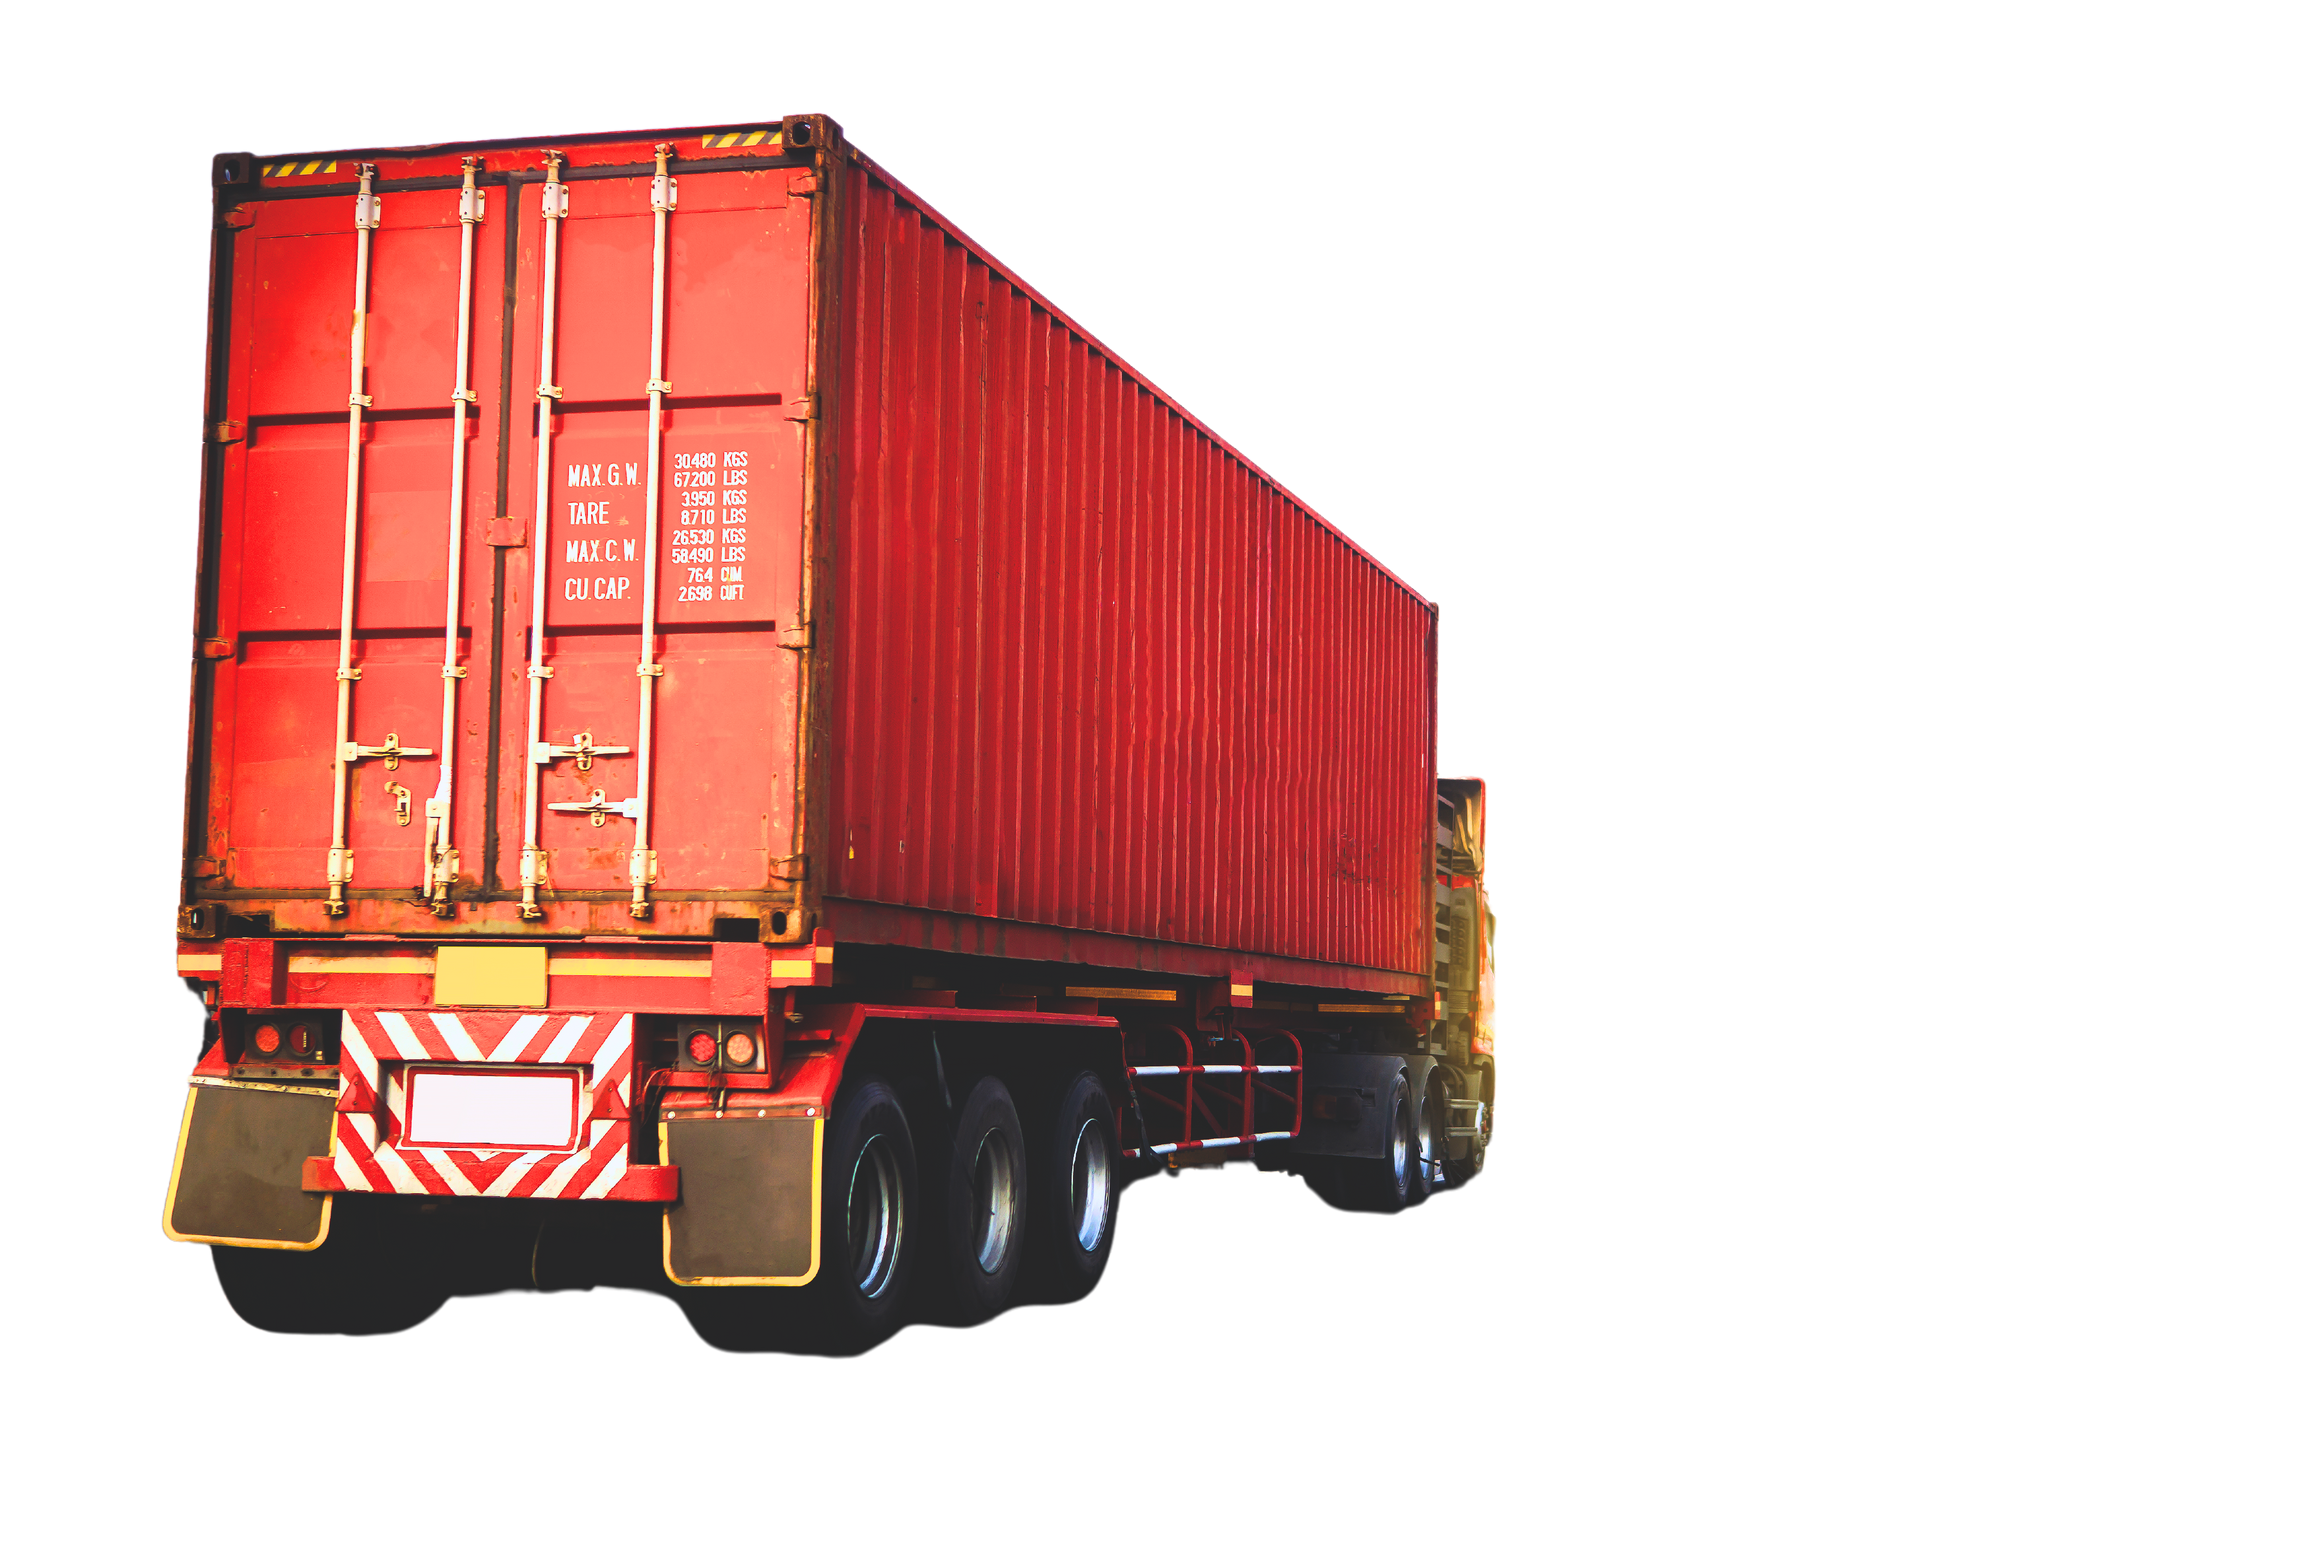 MAX. G. W. 30.480 KGS
67.200 LBS
TARE 3.950 KGS
8.710 LBS
MAX. C. W. 26.530 KGS
58.490 LBS
CU. CAP. 76.4 CUM.
2.698 CUFT